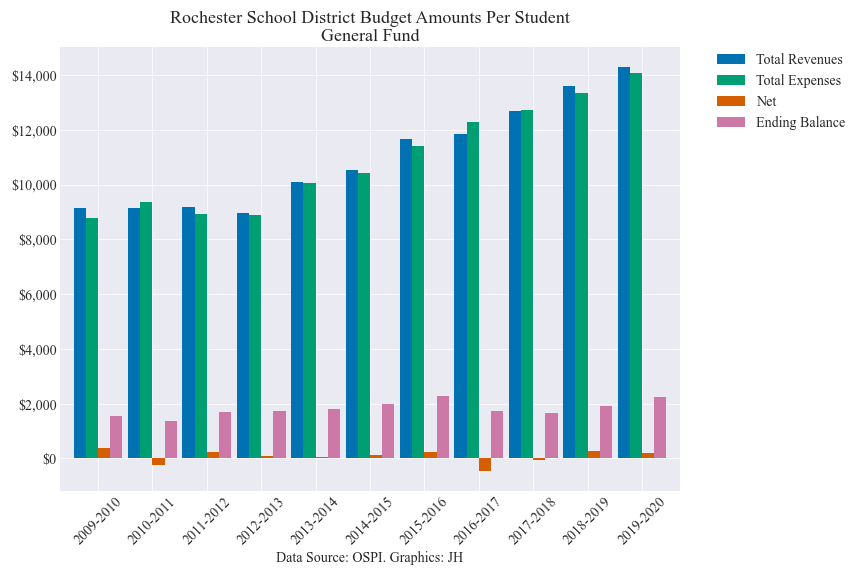 Rochester School District Budget Amounts Per Student
General Fund
Total Revenues
Total Expenses
Net
Ending Balance
$14,000
$12,000
$10,000
$8,000
$6,000
$4,000
$2,000
$0
2009-2010
2010-2011
2011-2012
2012-2013
2013-2014
2014-2015
2015-2016
2016-2017
2017-2018
2018-2019
2019-2020
Data Source: OSPI. Graphics: JH